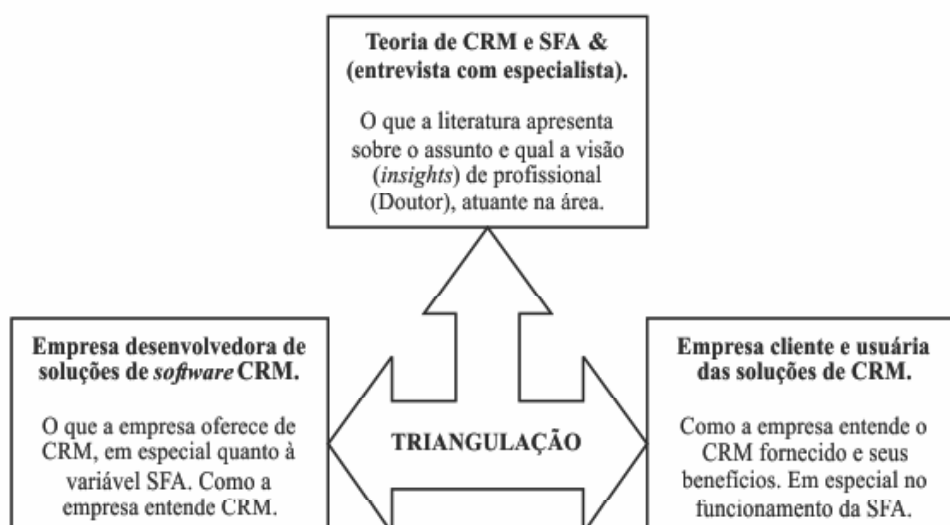 Teoria de CRM e SFA &
(entrevista com especialista).
O que a literatura apresenta
sobre o assunto e qual a visão
(insights) de profissional
(Doutor), atuante na área.
Empresa desenvolvedora de
soluções de software CRM.
O que a empresa oferece de
CRM, em especial quanto à
variável SFA. Como a
empresa entende CRM.
TRIANGULAÇÃO
Empresa cliente e usuária
das soluções de CRM.
Como a empresa entende o
CRM fornecido e seus
benefícios. Em especial no
funcionamento da SFA.